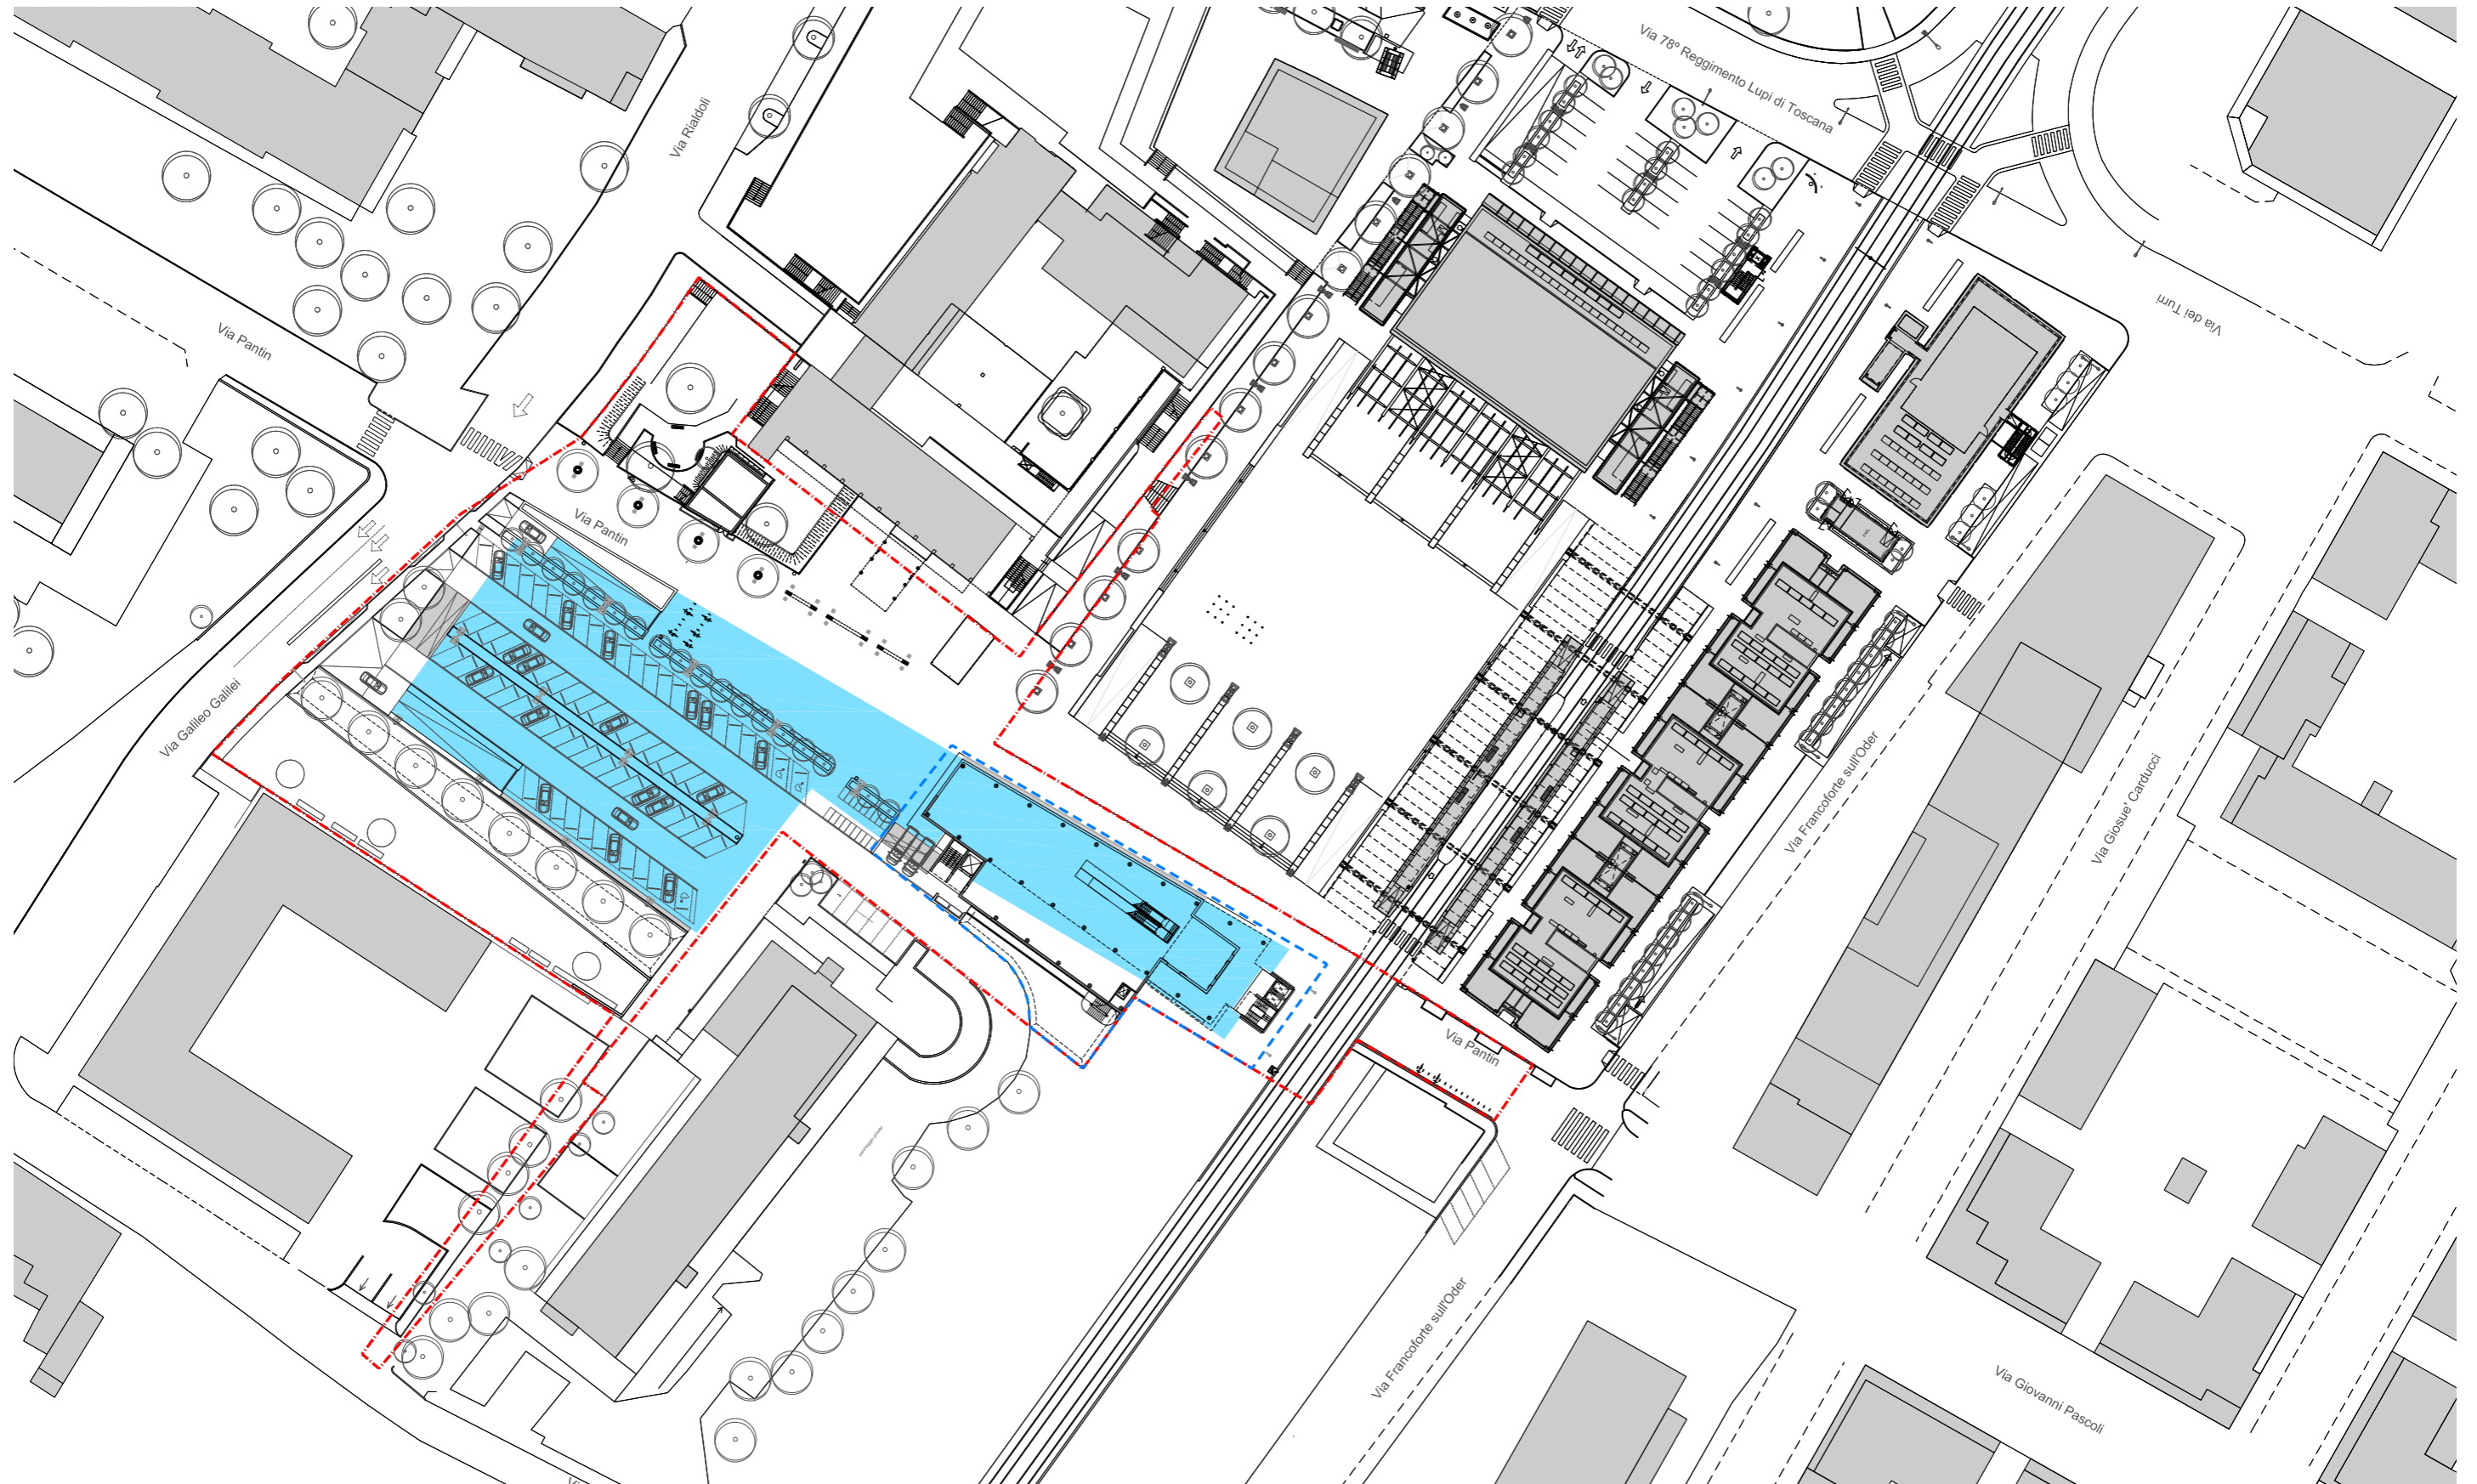 Via 78º Reggimento Lupi di Toscana
Via Rialdoli
Via dei Turri
Via Pantin
Via Pantin
Via Galileo Galilei
Via Francoforte sull'Oder
Via Giosue' Carducci
Via Pantin
Via Francoforte sull'Oder
Via Giovanni Pascoli